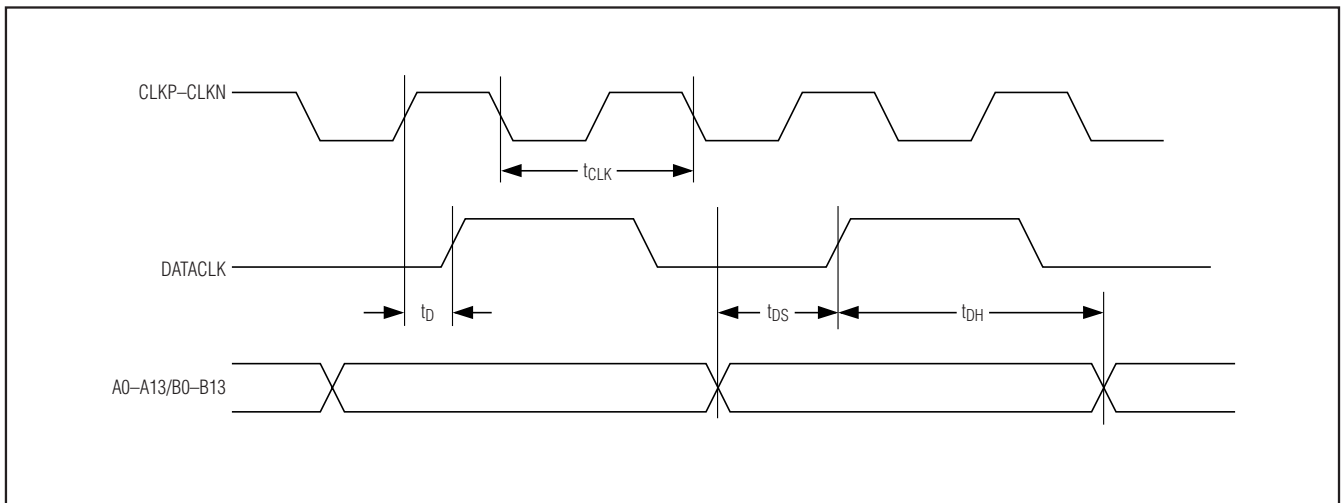 CLKP–CLKN
tCLK
DATACLK
tD
tDS
tDH
A0–A13/B0–B13